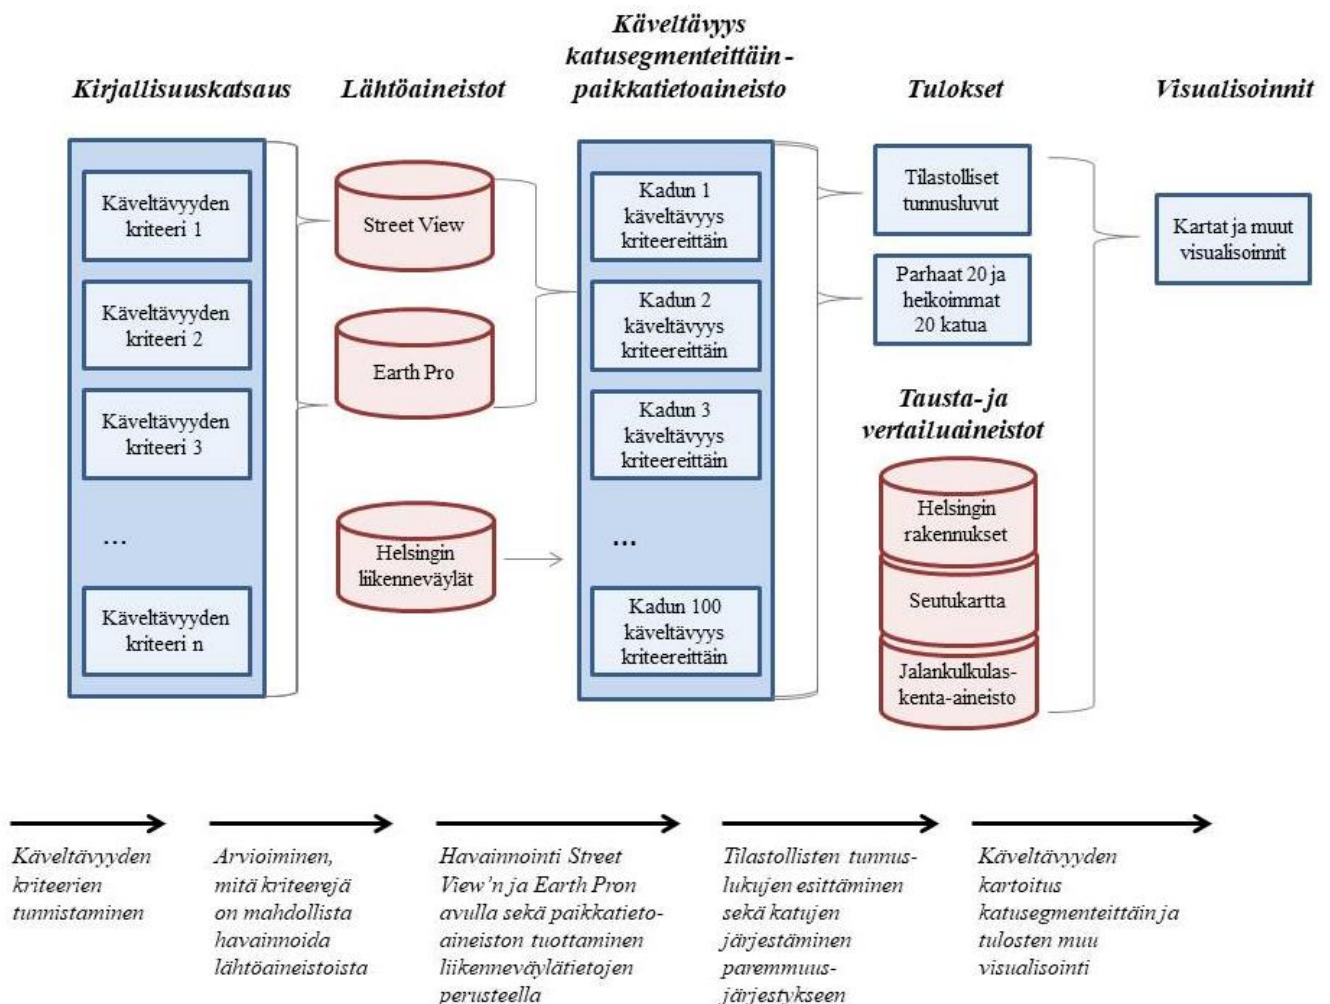 Kirjallisuuskatsaus
Käveltävyyden
kriteeri 1
Käveltävyyden
kriteeri 2
Käveltävyyden
kriteeri 3
...
Käveltävyyden
kriteeri n
Lähtöaineistot
Street View
Earth Pro
Helsingin
liikenneväylät
Käveltävyys
katusegmenteittäin-
paikkatietoaineisto
Kadun 1
käveltävyys
kriteereittäin
Kadun 2
käveltävyys
kriteereittäin
Kadun 3
käveltävyys
kriteereittäin
...
Kadun 100
käveltävyys
kriteereittäin
Tulokset
Tilastolliset
tunnusluvut
Parhaat 20 ja
heikoimmat
20 katua
Tausta- ja
vertailuaineistot
Helsingin
rakennukset
Seutukartta
Jalankulkulas-
kenta-aineisto
Visualisoinnit
Kartat ja muut
visualisoinnit
Käveltävyyden
kriteerien
tunnistaminen
Arvioiminen,
mitä kriteerejä
on mahdollista
havainnoida
lähtöaineistoista
Havainnointi Street
View'n ja Earth Pron
avulla sekä paikkatieto-
aineiston tuottaminen
liikenneväylätietojen
perusteella
Tilastollisten tunnus-
lukujen esittäminen
sekä katujen
järjestäminen
paremmuus-
järjestykseen
Käveltävyyden
kartoitus
katusegmenteittäin ja
tulosten muu
visualisointi